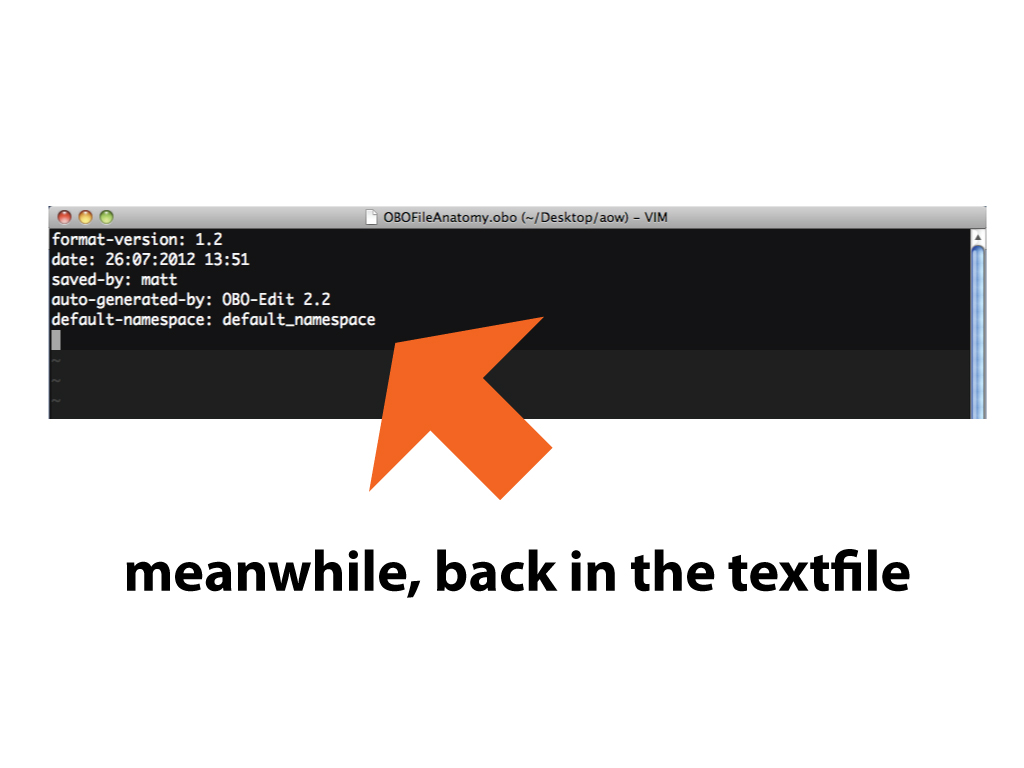 OBOFileAnatomy.obo (~/Desktop/aow) - VIM
format-version: 1.2
date: 26:07:2012 13:51
saved-by: matt
auto-generated-by: OBO-Edit 2.2
default-namespace: default_namespace
~
~
~
meanwhile, back in the textfile